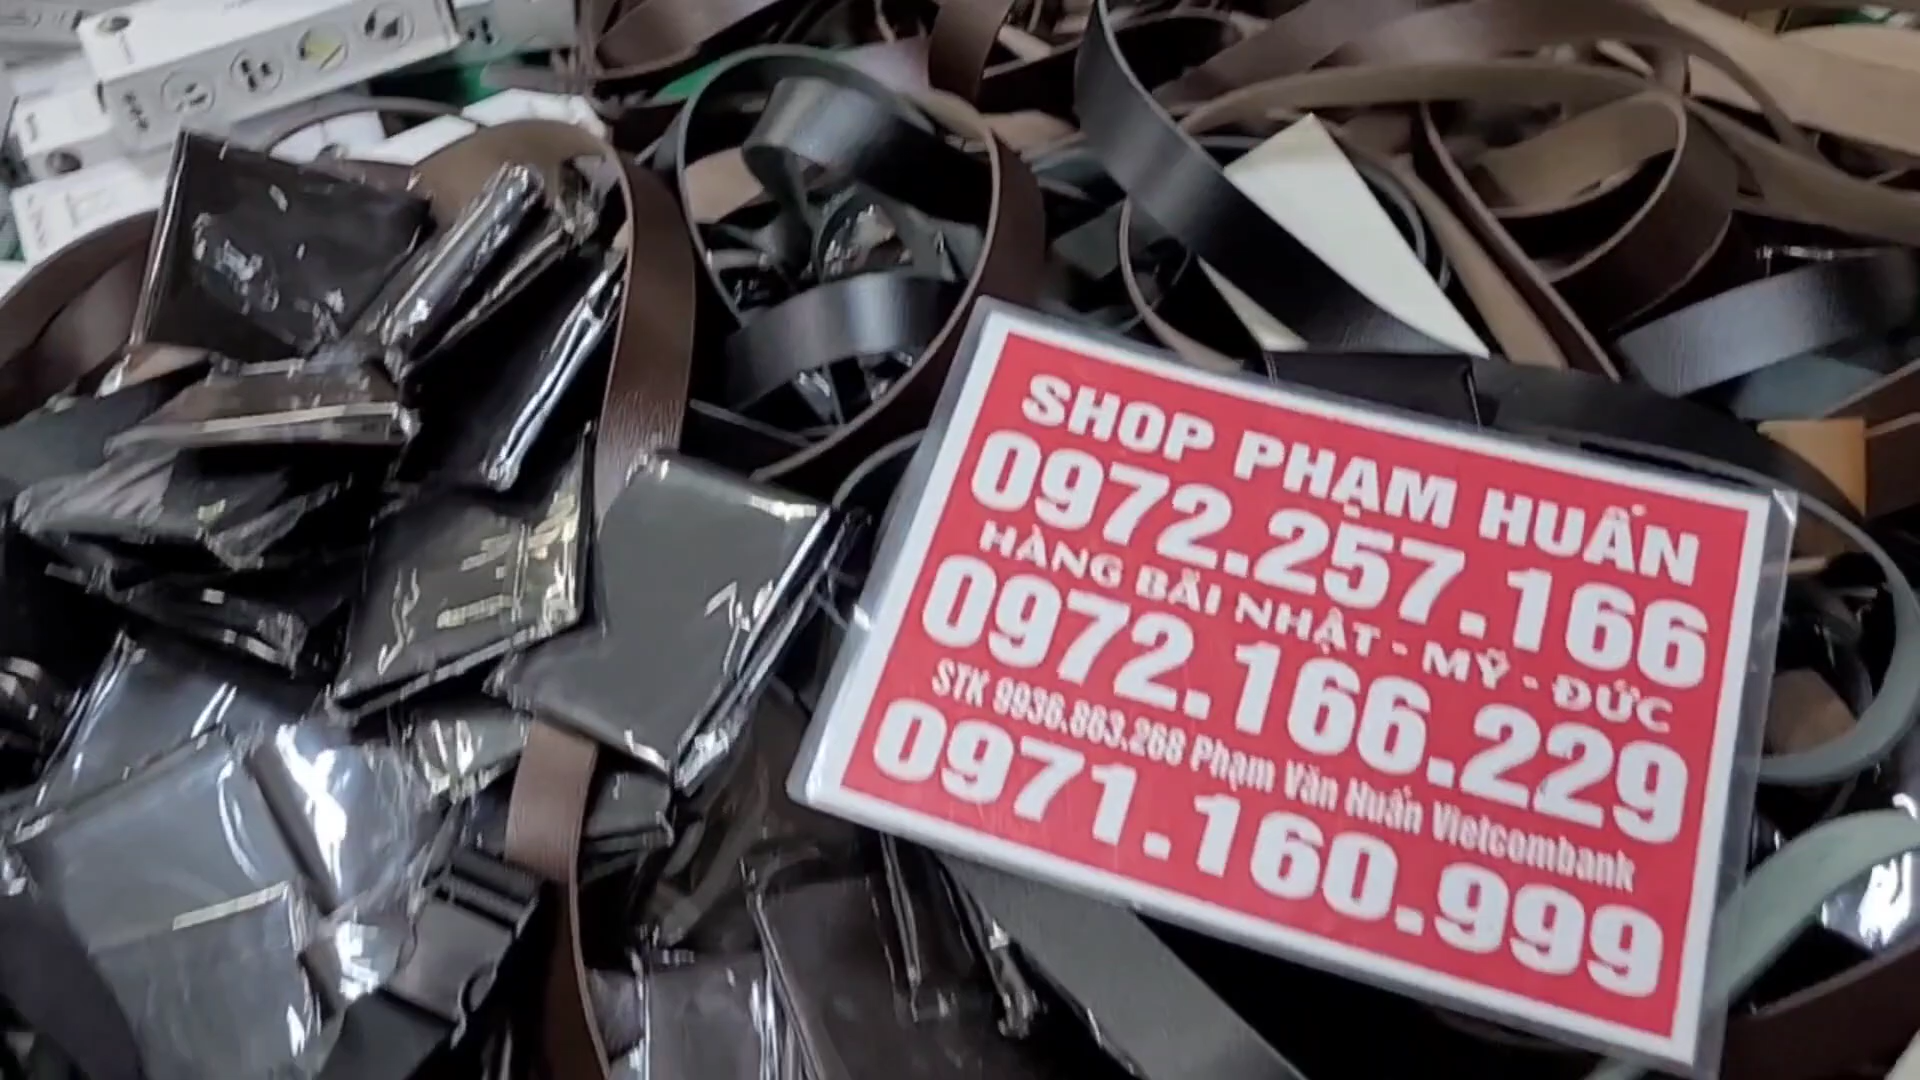 SHOP PHẠM HUÂN
0972.257.166
HÀNG BÃI NHẬT - MỸ - ĐỨC
0972.166.229
STK 9936.863.268 Phạm Văn Huấn Vietcombank
0971.160.999